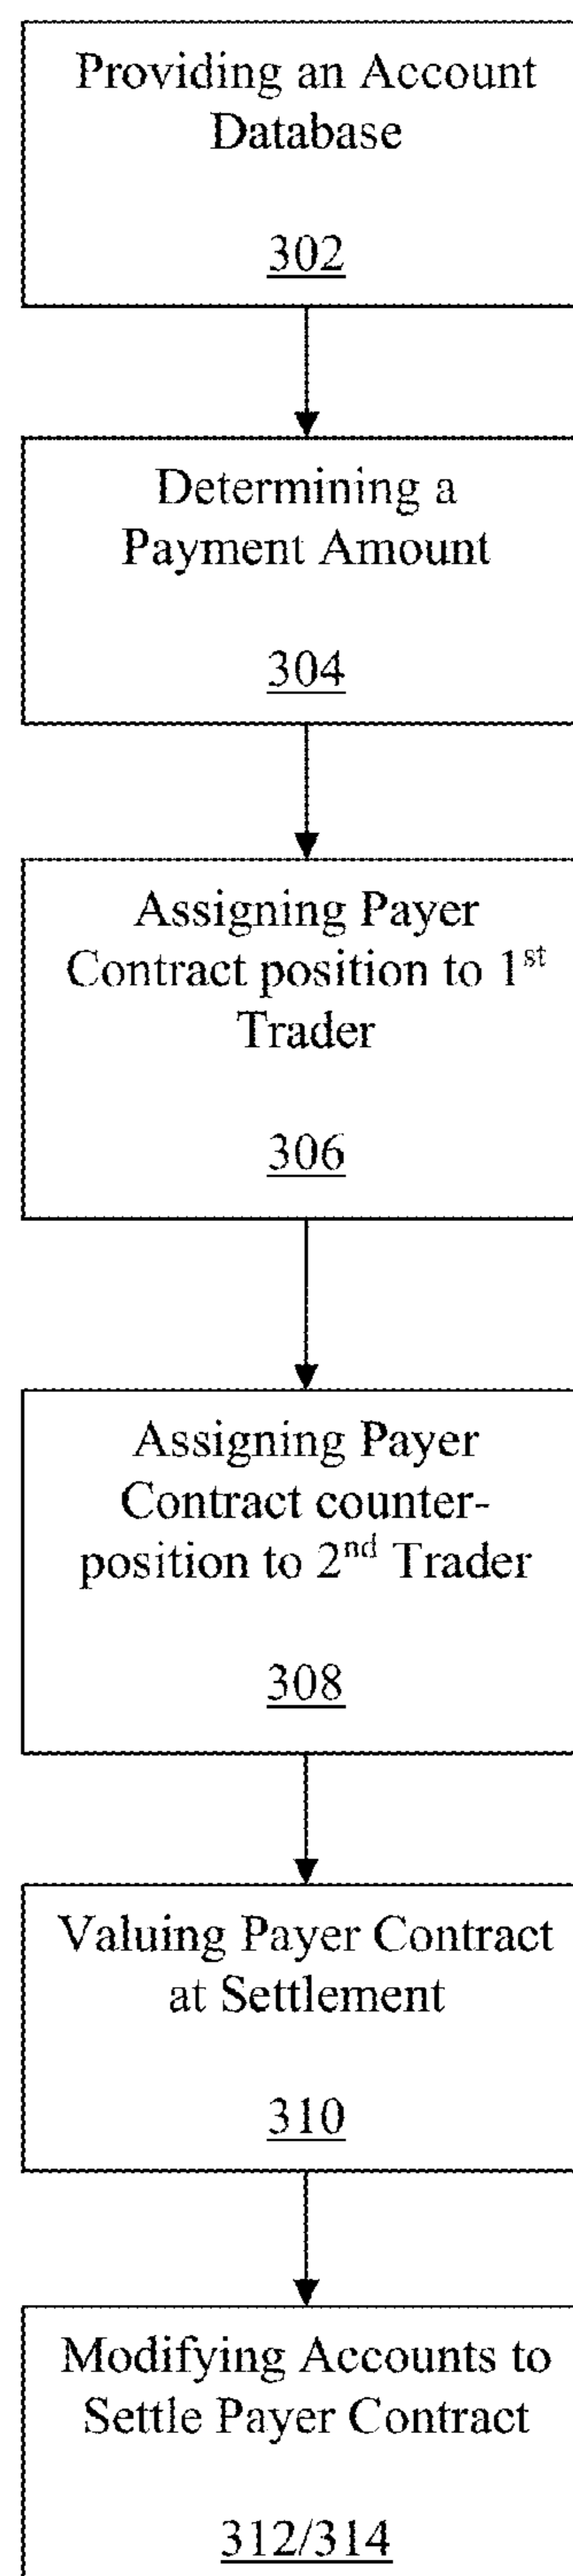 Providing an Account
Database
302
Determining a
Payment Amount
304
Assigning Payer
Contract position to 1st
Trader
306
Assigning Payer
Contract counter-
position to 2nd Trader
308
Valuing Payer Contract
at Settlement
310
Modifying Accounts to
Settle Payer Contract
312/314